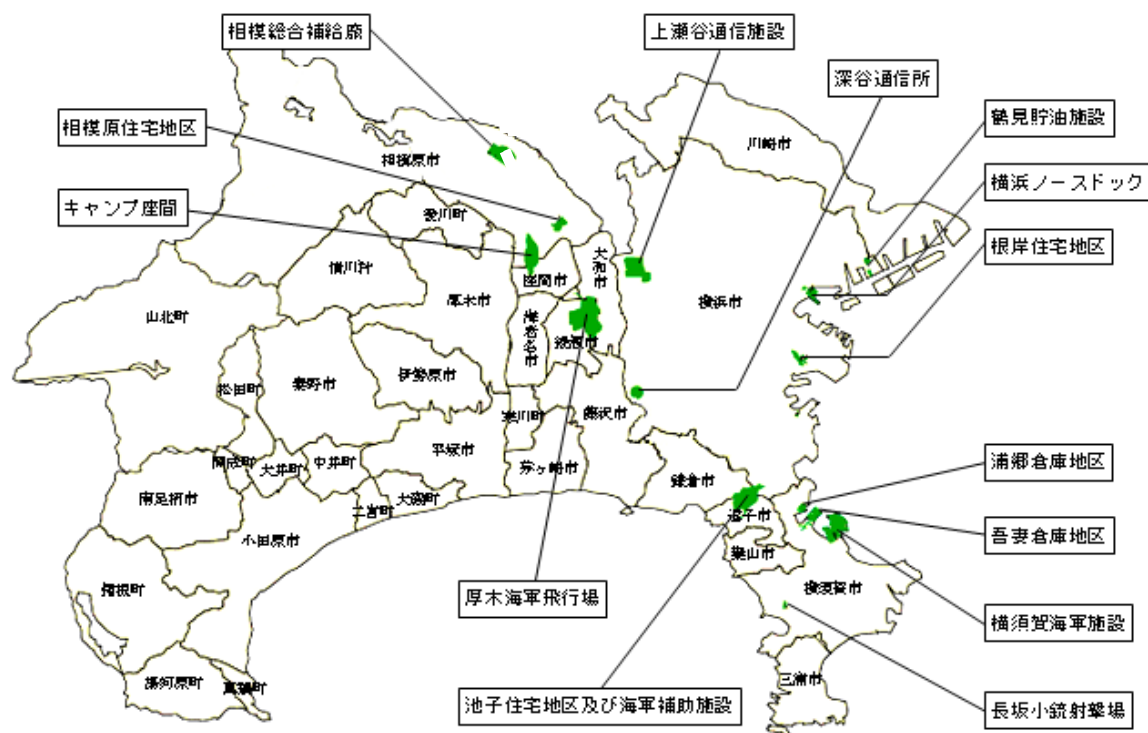 相模総合補給廠
上瀬谷通信施設
深谷通信所
相模原住宅地区
鶴見貯油施設
川崎市
相模原市
横浜ノースドック
キャンプ座間
愛川町
根岸住宅地区
大和市
清川村
座間市
厚木市
横浜市
山北町
海老名市
綾瀬市
伊勢原市
松田町
秦野市
寒川町
藤沢市
平塚市
開成町
大井町
中井町
茅ヶ崎市
鎌倉市
浦郷倉庫地区
南足柄市
大磯町
二宮町
逗子市
吾妻倉庫地区
小田原市
葉山市
箱根町
横須賀市
厚木海軍飛行場
横須賀海軍施設
湯河原町
真鶴町
三浦市
池子住宅地区及び海軍補助施設
長坂小銃射撃場